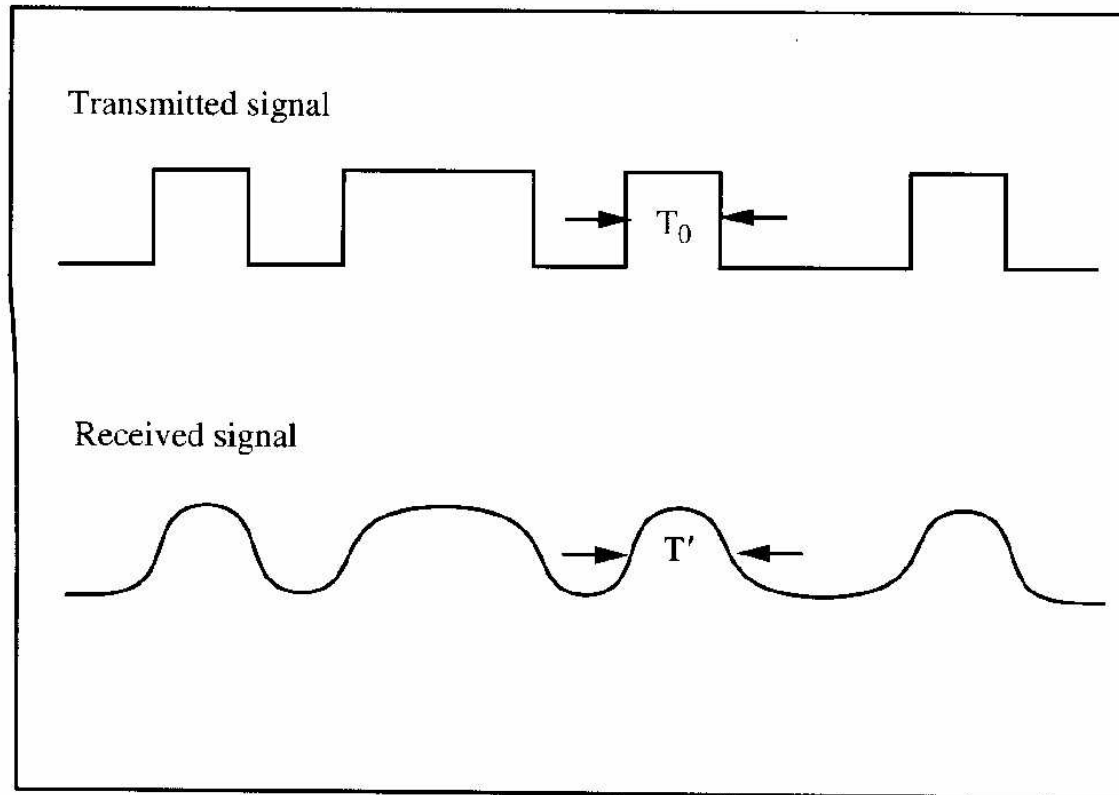 Transmitted signal
T₀
Received signal
T′